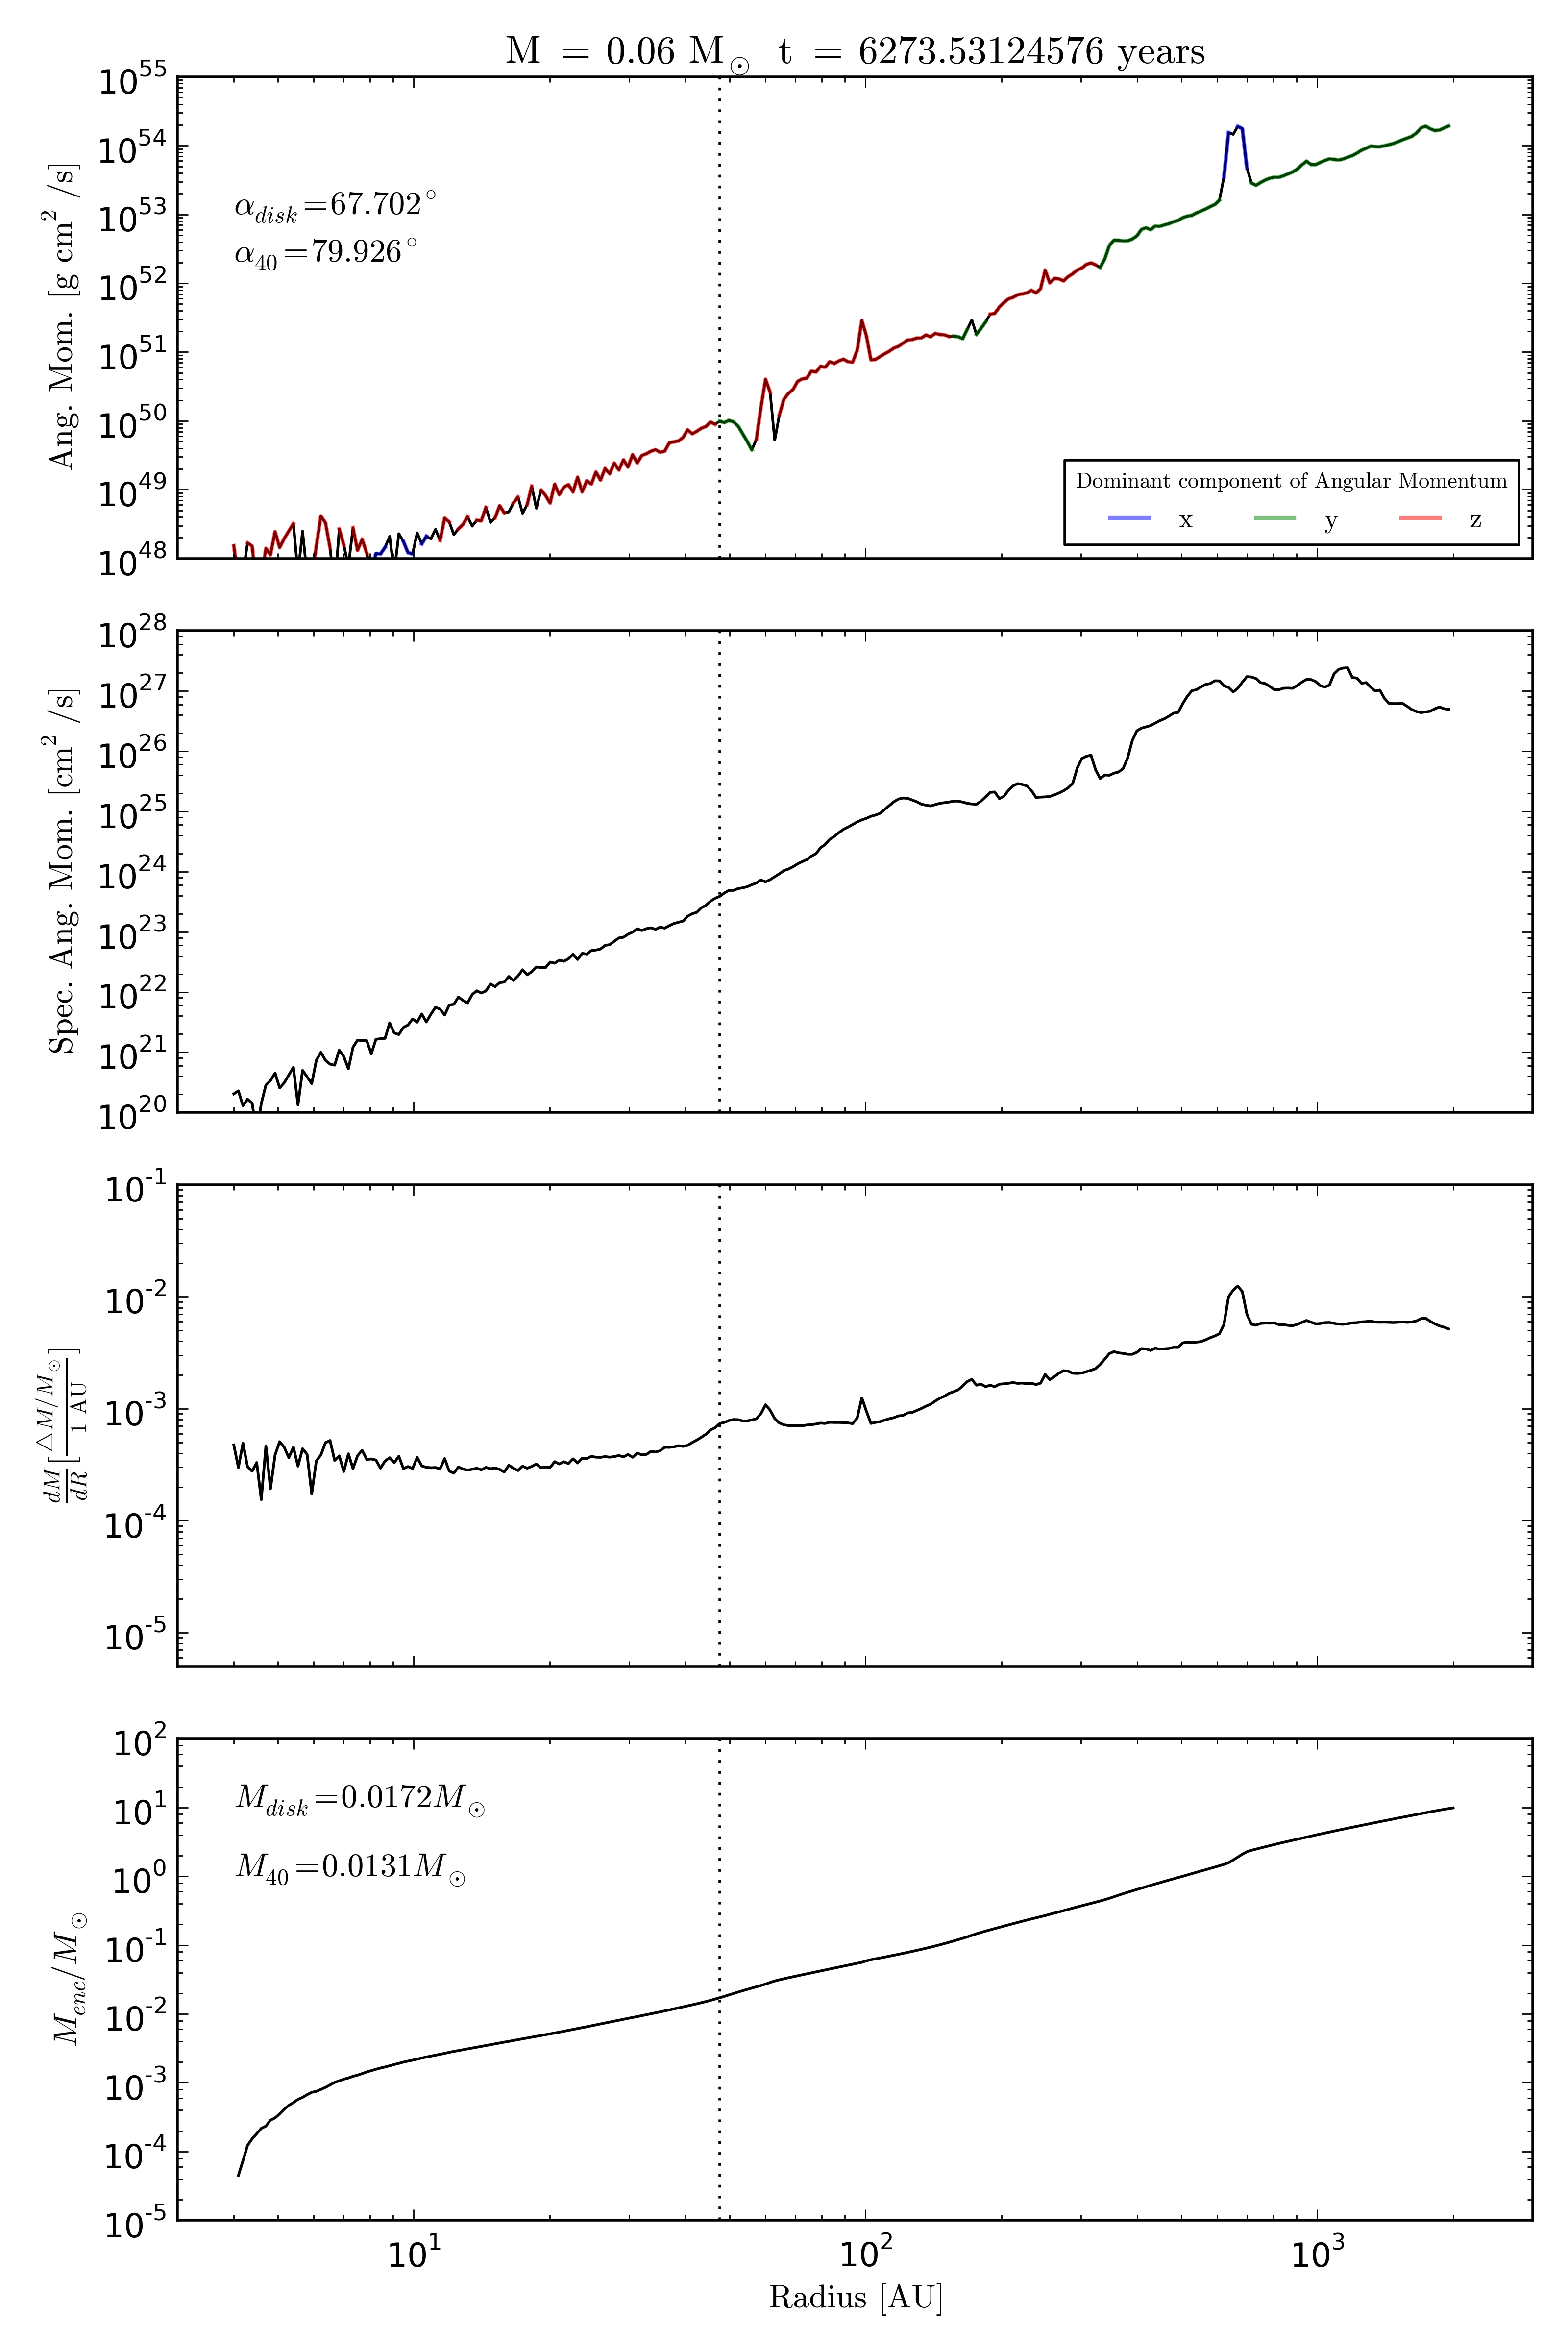 M = 0.06 M⊙ t = 6273.53124576 years
10^55
10^54
10^53
10^52
10^51
10^50
10^49
10^48
Ang. Mom. [g cm^2 /s]
α_disk=67.702°
α_40=79.926°
Dominant component of Angular Momentum
x y z
10^28
10^27
10^26
10^25
10^24
10^23
10^22
10^21
10^20
Spec. Ang. Mom. [cm^2 /s]
10^-1
10^-2
10^-3
10^-4
10^-5
dM/dR [△M/M⊙ / 1 AU]
10^2
10^1
10^0
10^-1
10^-2
10^-3
10^-4
10^-5
M_enc/M⊙
M_disk=0.0172M⊙
M_40=0.0131M⊙
10^1 10^2 10^3
Radius [AU]